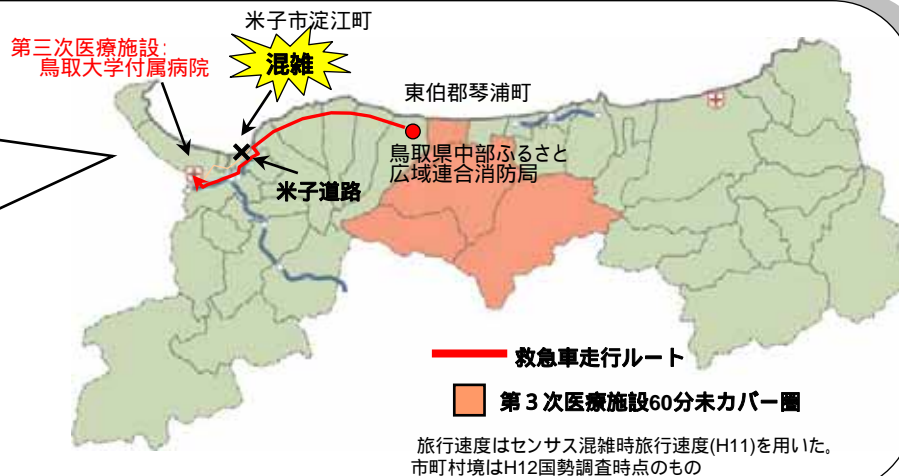 米子市淀江町
第三次医療施設:
鳥取大学付属病院
混雑
東伯郡琴浦町
鳥取県中部ふるさと
広域連合消防局
米子道路
救急車走行ルート
第３次医療施設60分未カバー圏
旅行速度はセンサス混雑時旅行速度(H11)を用いた。
市町村境はH12国勢調査時点のもの